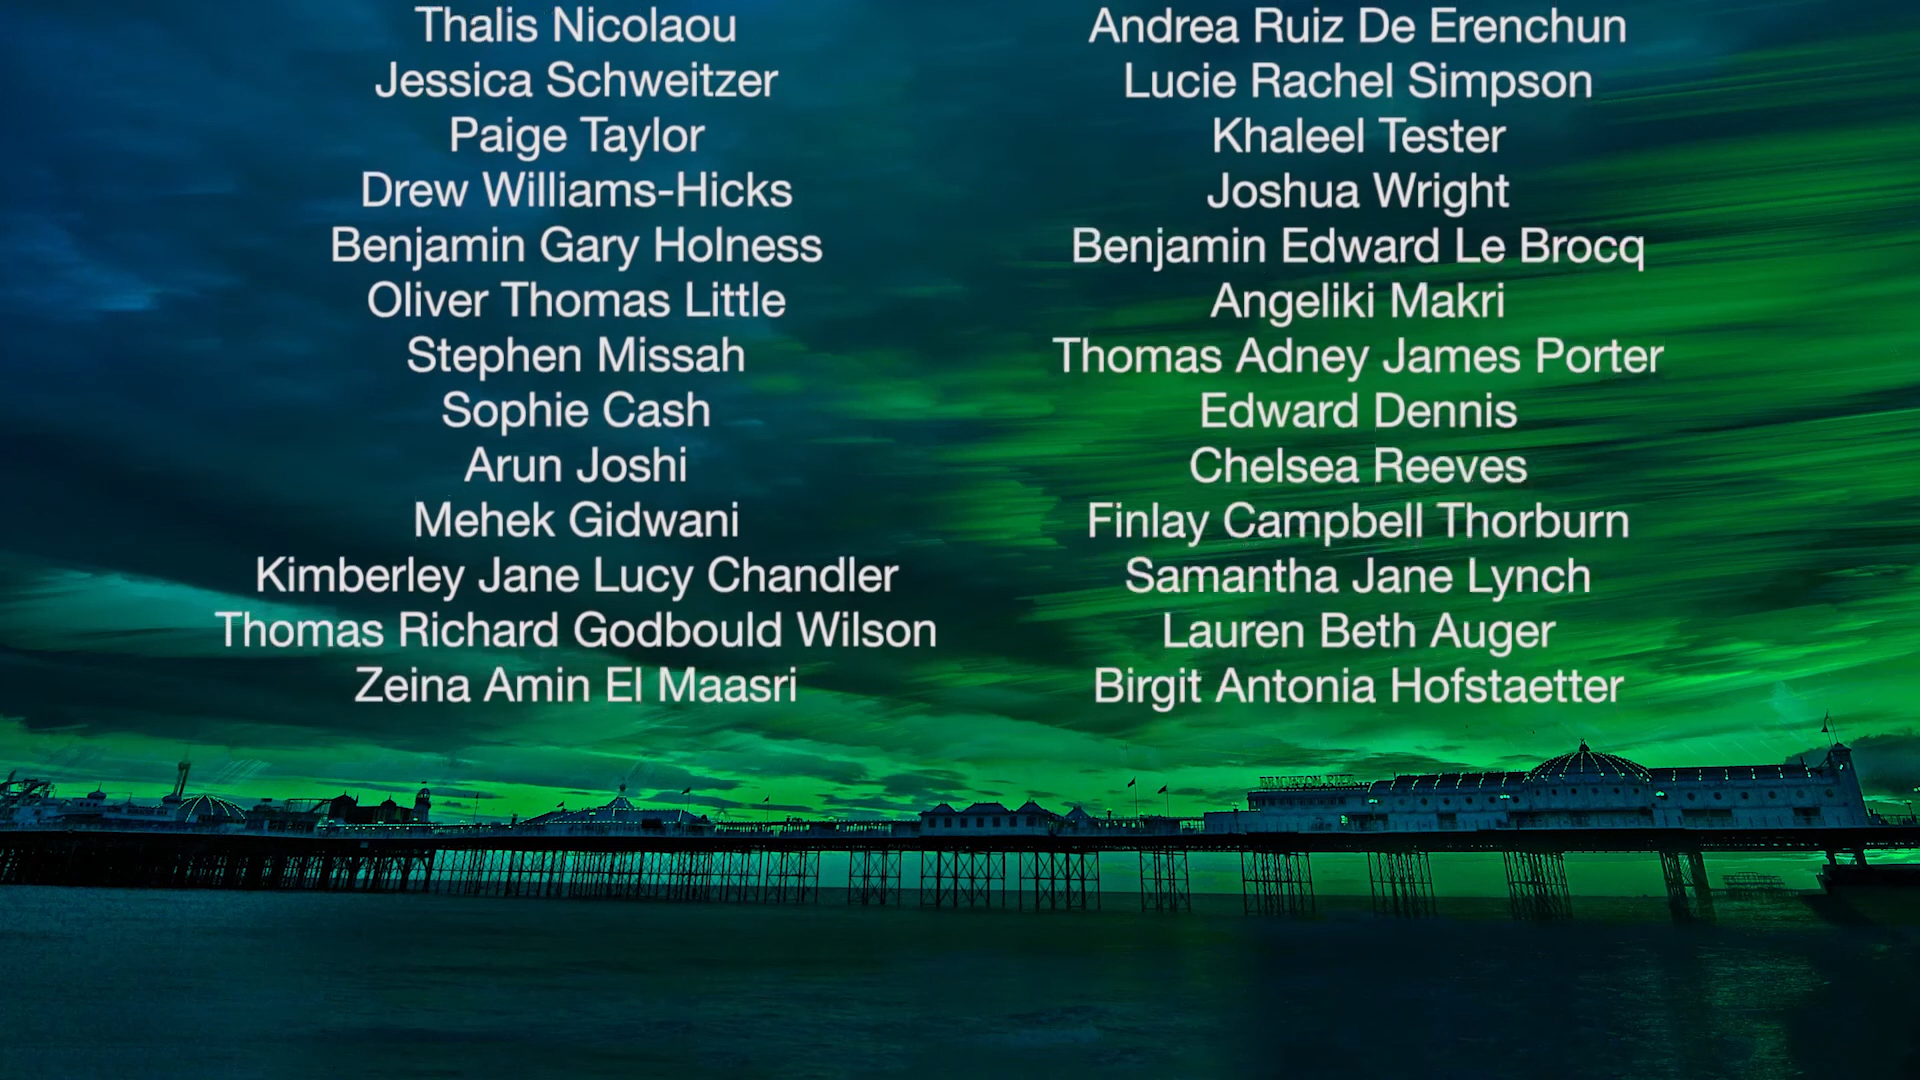 Thalis Nicolaou
Jessica Schweitzer
Paige Taylor
Drew Williams-Hicks
Benjamin Gary Holness
Oliver Thomas Little
Stephen Missah
Sophie Cash
Arun Joshi
Mehek Gidwani
Kimberley Jane Lucy Chandler
Thomas Richard Godbould Wilson
Zeina Amin El Maasri
Andrea Ruiz De Erenchun
Lucie Rachel Simpson
Khaleel Tester
Joshua Wright
Benjamin Edward Le Brocq
Angeliki Makri
Thomas Adney James Porter
Edward Dennis
Chelsea Reeves
Finlay Campbell Thorburn
Samantha Jane Lynch
Lauren Beth Auger
Birgit Antonia Hofstaetter
BRIGHTON PIER